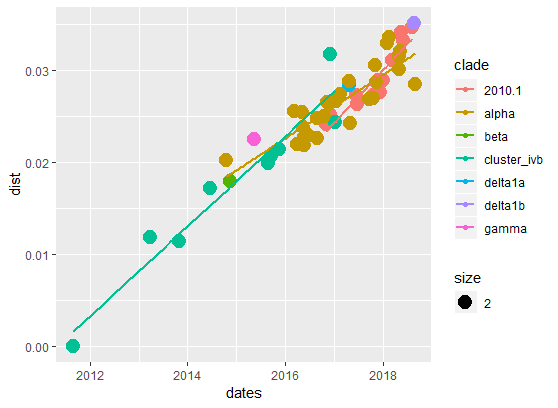 0.03
0.02
0.01
0.00
dist
2012
2014
2016
2018
dates
clade
2010.1
alpha
beta
cluster_ivb
delta1a
delta1b
gamma
size
2